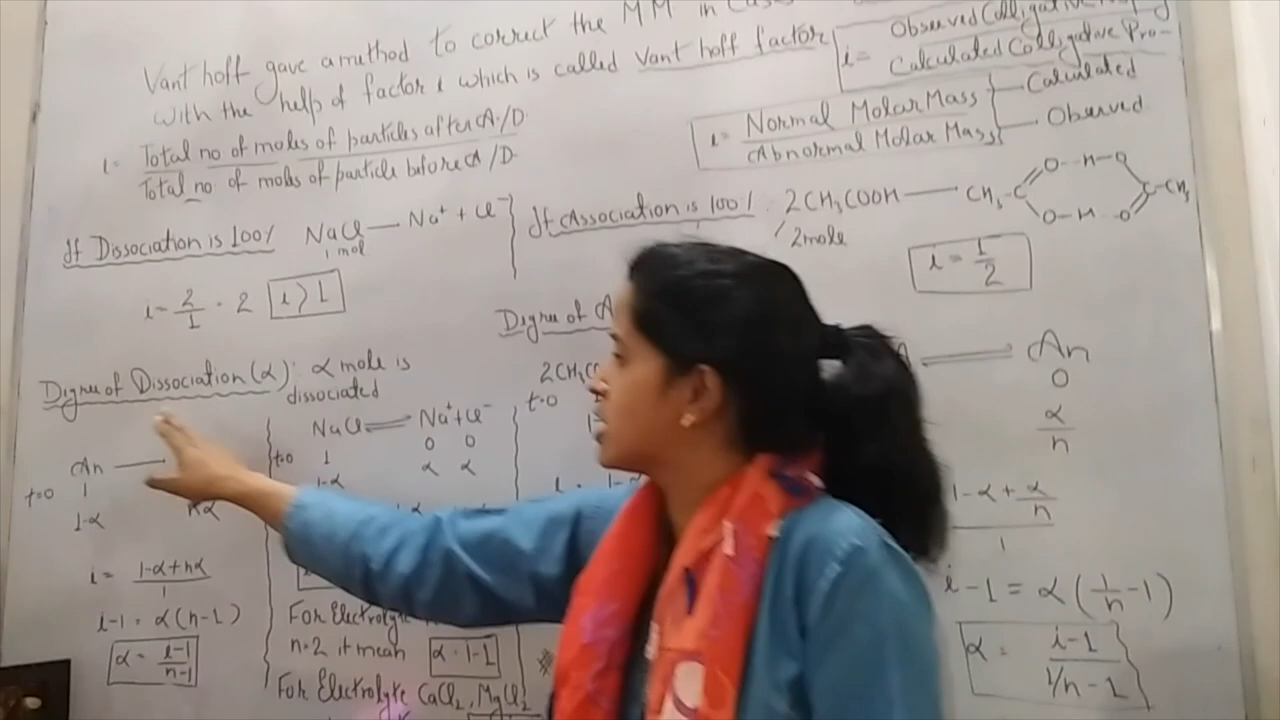 Vant hoff gave a method to correct the MM in
with the help of factor i which is called Vant hoff factor
i = Observed Colligative
Calculated Colligative Pro-
i = Total no of moles of particles after A/D
Total no of moles of particle before A/D
i = Normal Molar Mass — Calculated
Abnormal Molar Mass — Observed
If Dissociation is 100% NaCl — Na+ + Cl-
1 mol
i = 2/1 = 2 i > 1
If Association is 100% 2CH3COOH — CH3-C O--H-O C-CH3
O-H O
2mole
i = 1/2
Degree of Dissociation (α): α mole is
dissociated
An —
t=0 1
1-α nα
i = 1-α+nα / 1
i-1 = α(n-1)
α = i-1 / n-1
NaCl ⇌ Na+ + Cl-
t=0 1 0 0
1-α α α
For Electrolyte
n=2 it mean α = i-1
For Electrolyte CaCl2, MgCl2
Degree of A
t=0
An
0
α/n
1-α+α/n
1
i-1 = α(1/n -1)
α = i-1 / 1/n - 1